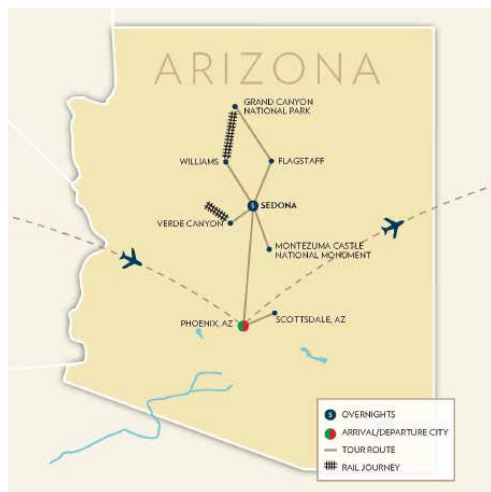 ARIZONA
GRAND CANYON
NATIONAL PARK
WILLIAMS
FLAGSTAFF
5 SEDONA
VERDE CANYON
MONTEZUMA CASTLE
NATIONAL MONUMENT
PHOENIX, AZ
SCOTTSDALE, AZ
5 OVERNIGHTS
ARRIVAL/DEPARTURE CITY
TOUR ROUTE
RAIL JOURNEY